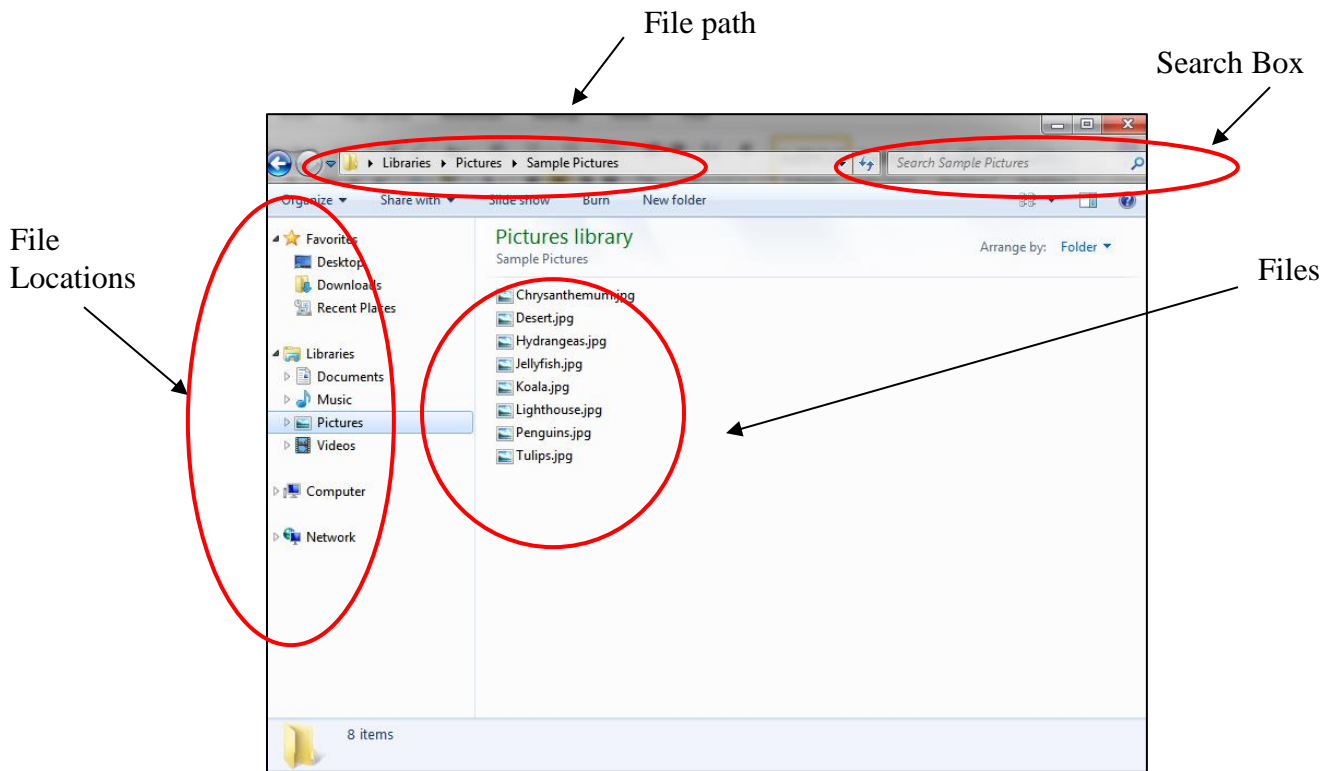 File path
Search Box
Libraries Pictures Sample Pictures
Search Sample Pictures
Organize Share with Slide show Burn New folder
File
Locations
Favorites
Desktop
Downloads
Recent Places
Libraries
Documents
Music
Pictures
Videos
Computer
Network
Pictures library
Sample Pictures
Arrange by: Folder
Chrysanthemum.jpg
Desert.jpg
Hydrangeas.jpg
Jellyfish.jpg
Koala.jpg
Lighthouse.jpg
Penguins.jpg
Tulips.jpg
Files
8 items